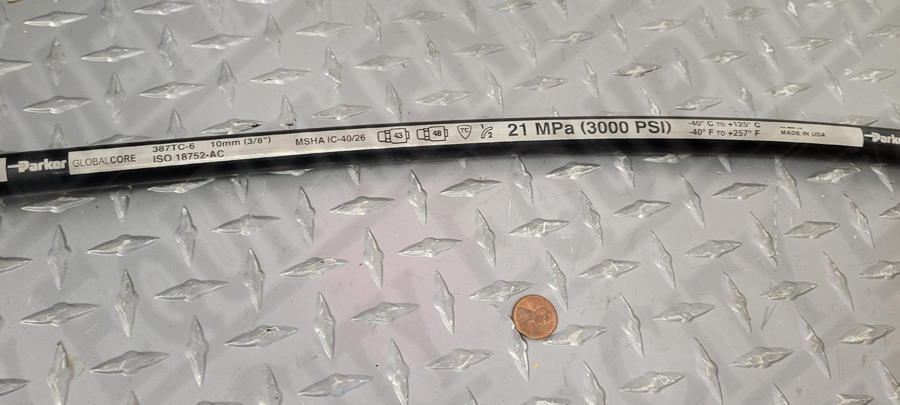 Parker
GLOBALCORE
387TC-6 10mm (3/8")
ISO 18752-AC
MSHA IC-40/26
43
48
TC
21 MPa (3000 PSI)
-40° C TO +125° C
-40° F TO +257° F
MADE IN USA
Parker